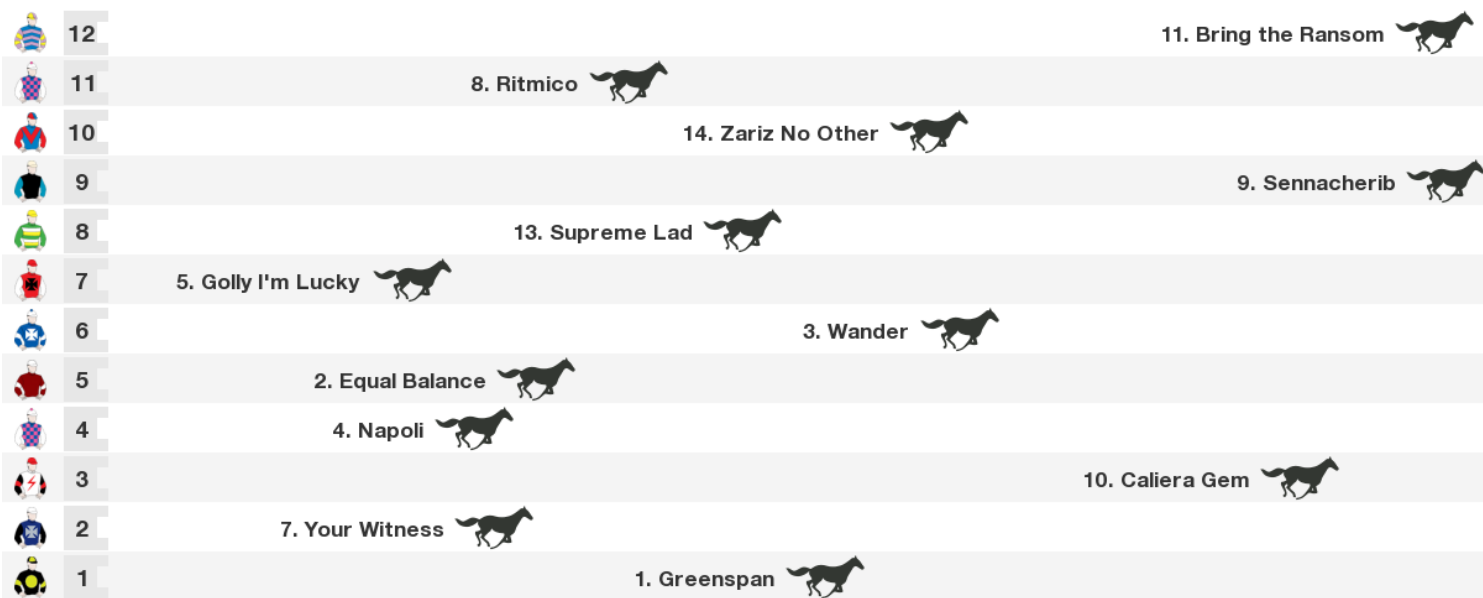 12 11. Bring the Ransom
11 8. Ritmico
10 14. Zariz No Other
9 9. Sennacherib
8 13. Supreme Lad
7 5. Golly I'm Lucky
6 3. Wander
5 2. Equal Balance
4 4. Napoli
3 10. Caliera Gem
2 7. Your Witness
1 1. Greenspan